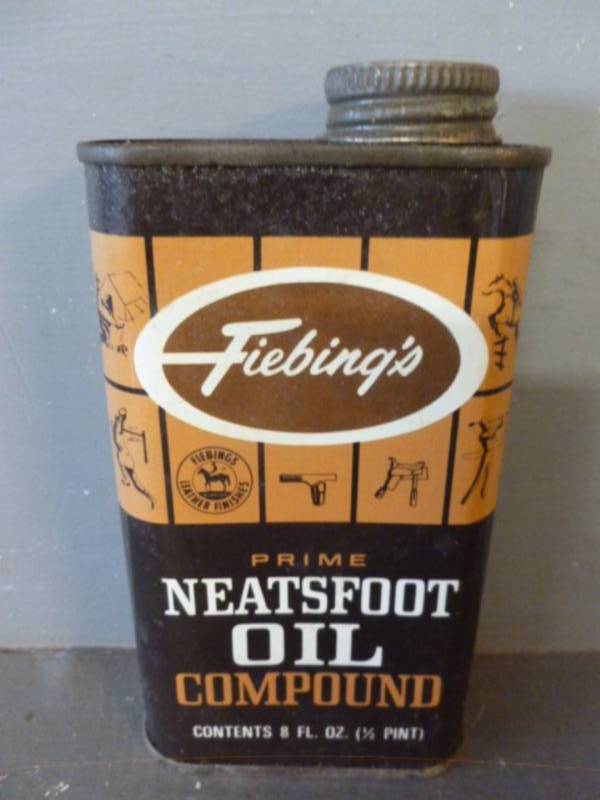 Fiebing's
FIEBINGS
LEATHER FINISHES
PRIME
NEATSFOOT
OIL
COMPOUND
CONTENTS 8 FL. OZ. (½ PINT)